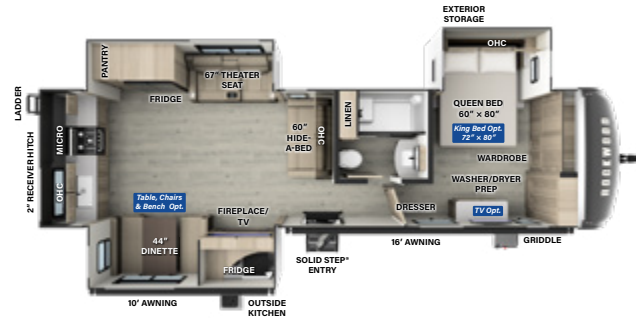 EXTERIOR
STORAGE
OHC
PANTRY
67" THEATER
SEAT
FRIDGE
LADDER
2" RECEIVER HITCH
MICRO
OHC
60"
HIDE-
A-BED
OHC
LINEN
QUEEN BED
60" × 80"
King Bed Opt.
72" × 80"
WARDROBE
WASHER/DRYER
PREP
DRESSER
TV Opt.
ROCKWOOD
Table, Chairs
& Bench Opt.
FIREPLACE/
TV
44"
DINETTE
FRIDGE
16' AWNING
GRIDDLE
SOLID STEP®
ENTRY
10' AWNING
OUTSIDE
KITCHEN